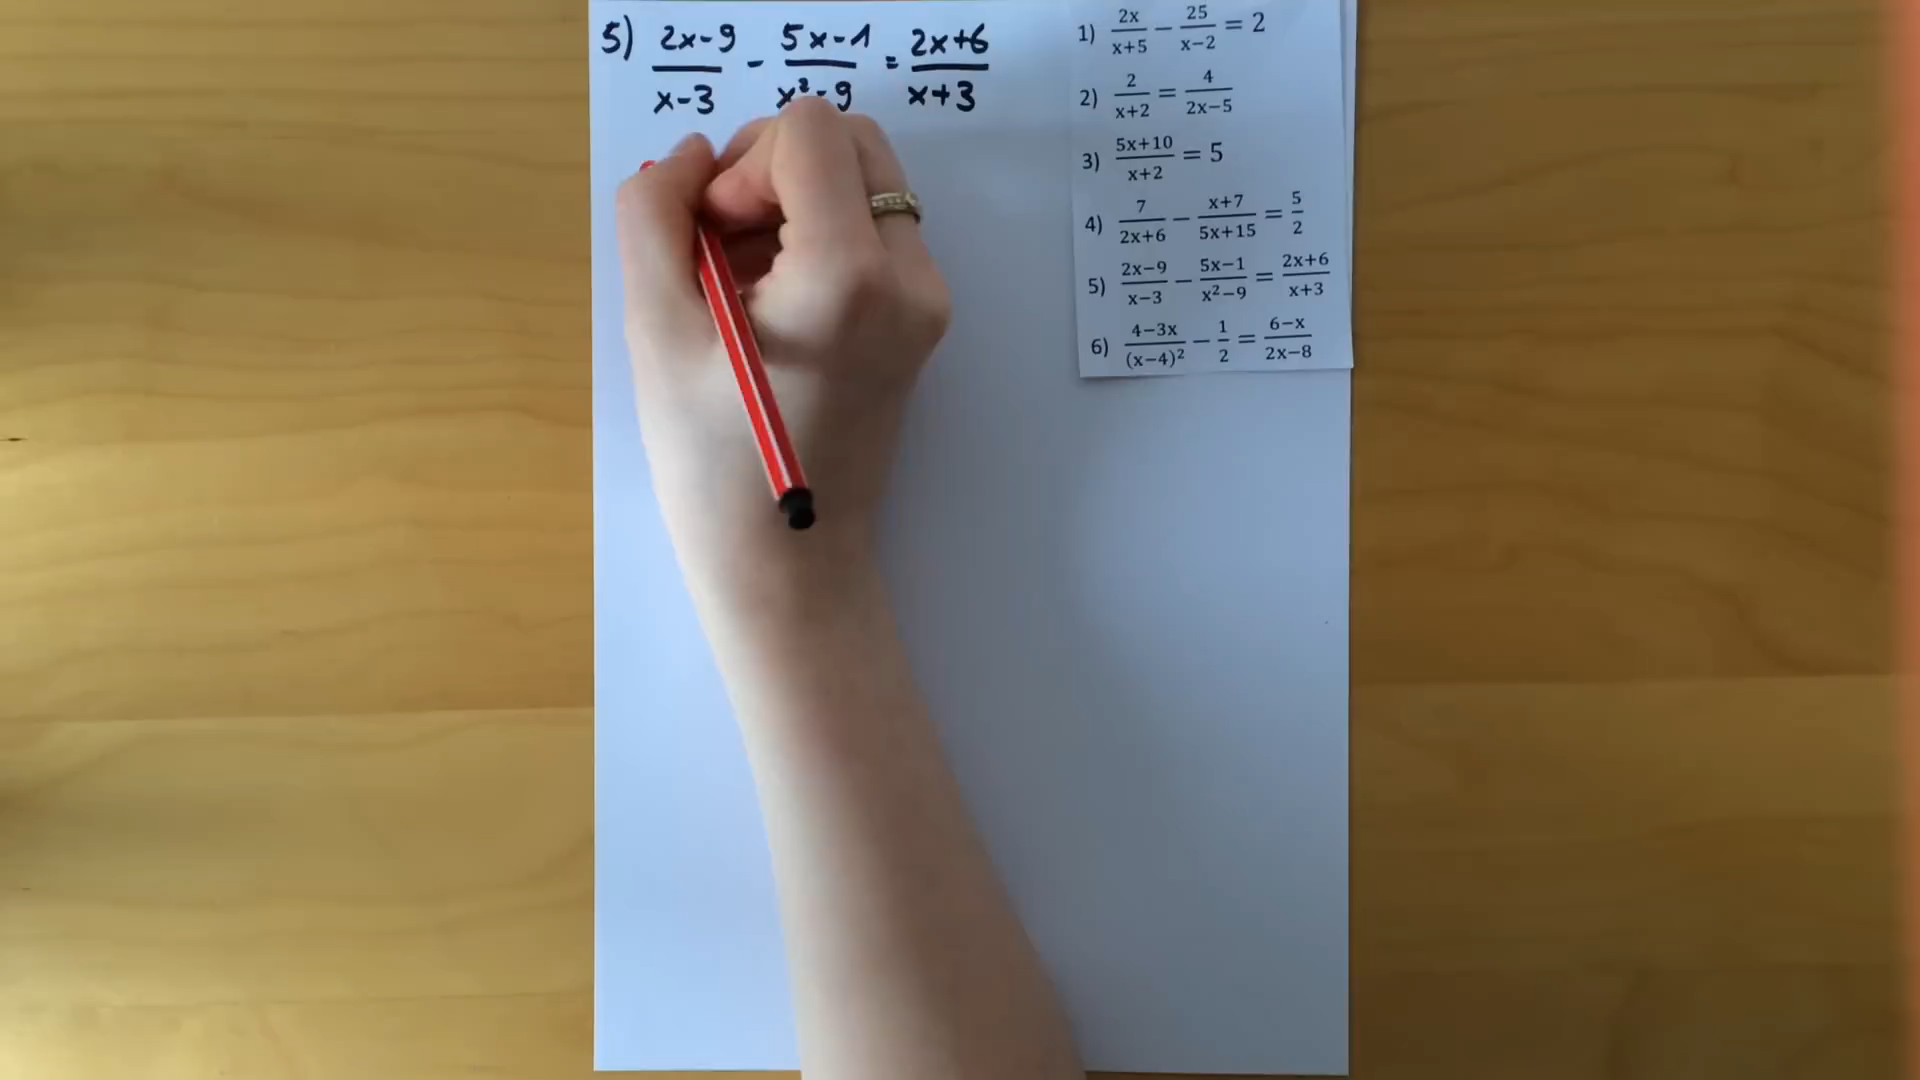 5) (2x-9)/(x-3) - (5x-1)/(x²-9) = (2x+6)/(x+3)
1) 2x/(x+5) − 25/(x−2) = 2
2) 2/(x+2) = 4/(2x−5)
3) (5x+10)/(x+2) = 5
4) 7/(2x+6) − (x+7)/(5x+15) = 5/2
5) (2x−9)/(x−3) − (5x−1)/(x²−9) = (2x+6)/(x+3)
6) (4−3x)/(x−4)² − 1/2 = (6−x)/(2x−8)